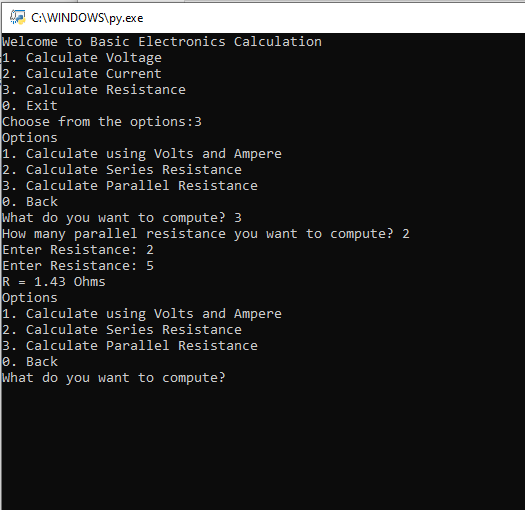 C:\WINDOWS\py.exe
Welcome to Basic Electronics Calculation
1. Calculate Voltage
2. Calculate Current
3. Calculate Resistance
0. Exit
Choose from the options:3
Options
1. Calculate using Volts and Ampere
2. Calculate Series Resistance
3. Calculate Parallel Resistance
0. Back
What do you want to compute? 3
How many parallel resistance you want to compute? 2
Enter Resistance: 2
Enter Resistance: 5
R = 1.43 Ohms
Options
1. Calculate using Volts and Ampere
2. Calculate Series Resistance
3. Calculate Parallel Resistance
0. Back
What do you want to compute?